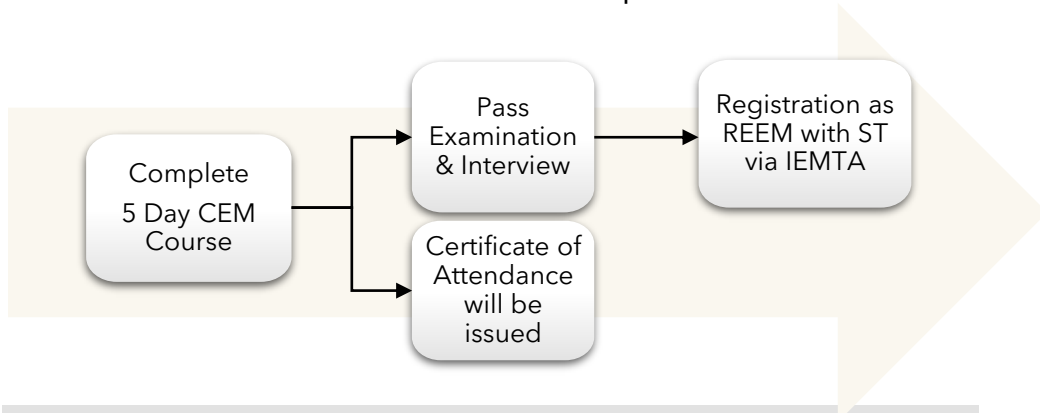 Complete
5 Day CEM
Course
Pass
Examination
& Interview
Certificate of
Attendance
will be
issued
Registration as
REEM with ST
via IEMTA